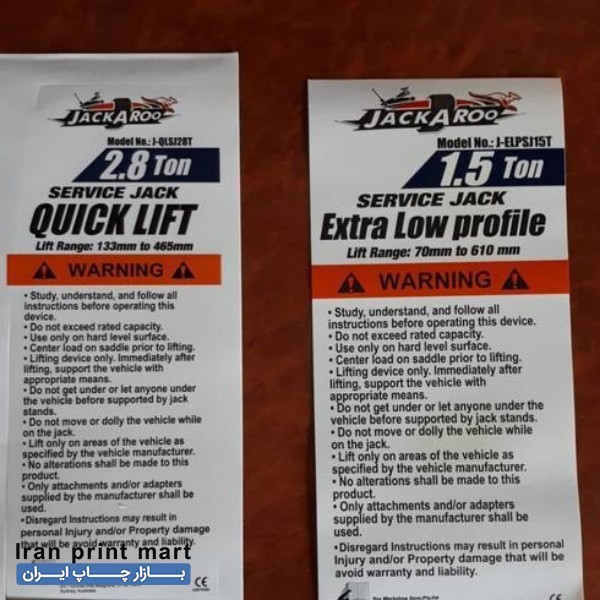 JACKAROO
Model No.: J-QLSJ28T
2.8 Ton
SERVICE JACK
QUICK LIFT
Lift Range: 133mm to 465mm
WARNING
• Study, understand, and follow all
instructions before operating this
device.
• Do not exceed rated capacity.
• Use only on hard level surface.
• Center load on saddle prior to lifting.
• Lifting device only. Immediately after
lifting, support the vehicle with
appropriate means.
• Do not get under or let anyone under
the vehicle before supported by jack
stands.
• Do not move or dolly the vehicle while
on the jack.
• Lift only on areas of the vehicle as
specified by the vehicle manufacturer.
• No alterations shall be made to this
product.
• Only attachments and/or adapters
supplied by the manufacturer shall be
used.
•Disregard Instructions may result in
personal Injury and/or Property damage
that will be avoid warranty and liability.
Sydney, Australia
CE
JACKAROO
Model No.: J-ELPSJ15T
1.5 Ton
SERVICE JACK
Extra Low profile
Lift Range: 70mm to 610 mm
WARNING
• Study, understand, and follow all
instructions before operating this device.
• Do not exceed rated capacity.
• Use only on hard level surface.
• Center load on saddle prior to lifting.
• Lifting device only. Immediately after
lifting, support the vehicle with
appropriate means.
• Do not get under or let anyone under the
vehicle before supported by jack stands.
• Do not move or dolly the vehicle while
on the jack.
• Lift only on areas of the vehicle as
specified by the vehicle manufacturer.
• No alterations shall be made to this
product.
• Only attachments and/or adapters
supplied by the manufacturer shall be
used.
•Disregard Instructions may result in personal
Injury and/or Property damage that will be
avoid warranty and liability.
The Workshop
CE
Iran print mart
بازار چاپ ایران